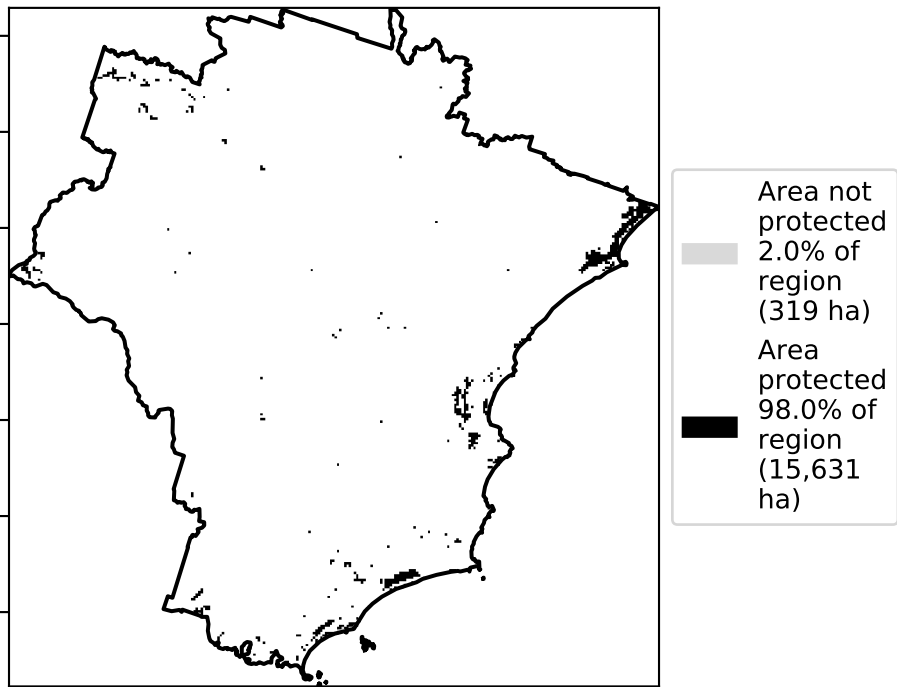 Area not
protected
2.0% of
region
(319 ha)
Area
protected
98.0% of
region
(15,631
ha)